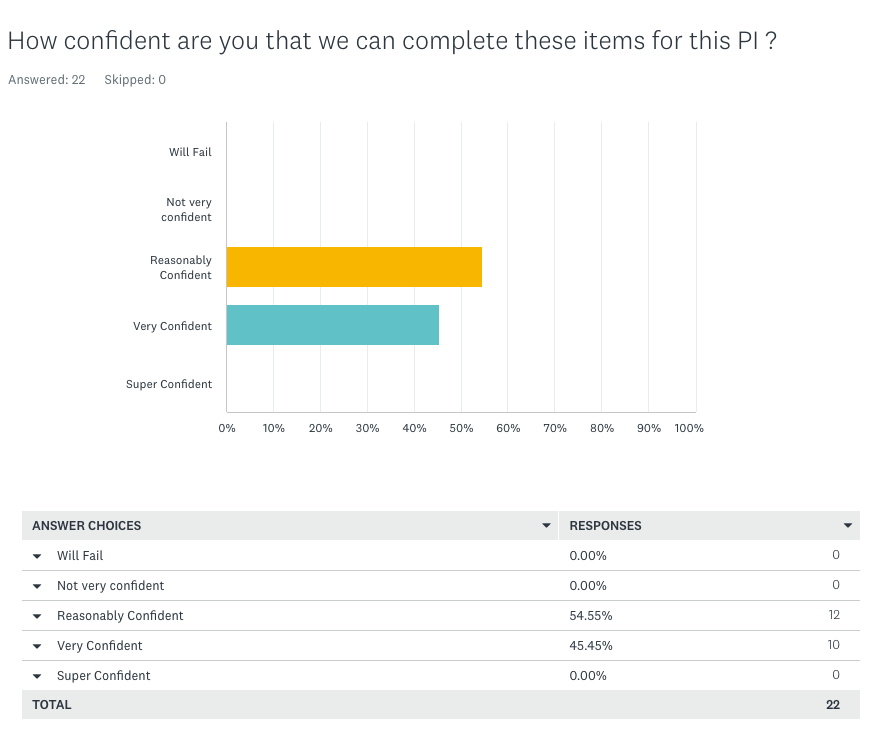 How confident are you that we can complete these items for this PI ?
Answered: 22 Skipped: 0
Will Fail
Not very
confident
Reasonably
Confident
Very Confident
Super Confident
0% 10% 20% 30% 40% 50% 60% 70% 80% 90% 100%
ANSWER CHOICES RESPONSES
Will Fail 0.00% 0
Not very confident 0.00% 0
Reasonably Confident 54.55% 12
Very Confident 45.45% 10
Super Confident 0.00% 0
TOTAL 22